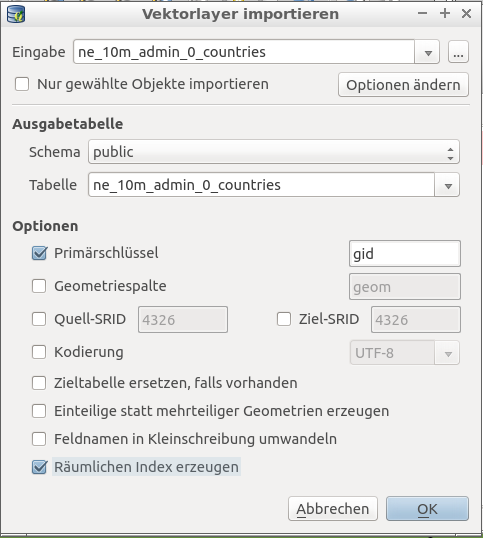 Vektorlayer importieren
Eingabe ne_10m_admin_0_countries ...
Nur gewählte Objekte importieren Optionen ändern
Ausgabetabelle
Schema public
Tabelle ne_10m_admin_0_countries
Optionen
Primärschlüssel gid
Geometriespalte geom
Quell-SRID 4326 Ziel-SRID 4326
Kodierung UTF-8
Zieltabelle ersetzen, falls vorhanden
Einteilige statt mehrteiliger Geometrien erzeugen
Feldnamen in Kleinschreibung umwandeln
Räumlichen Index erzeugen
Abbrechen OK